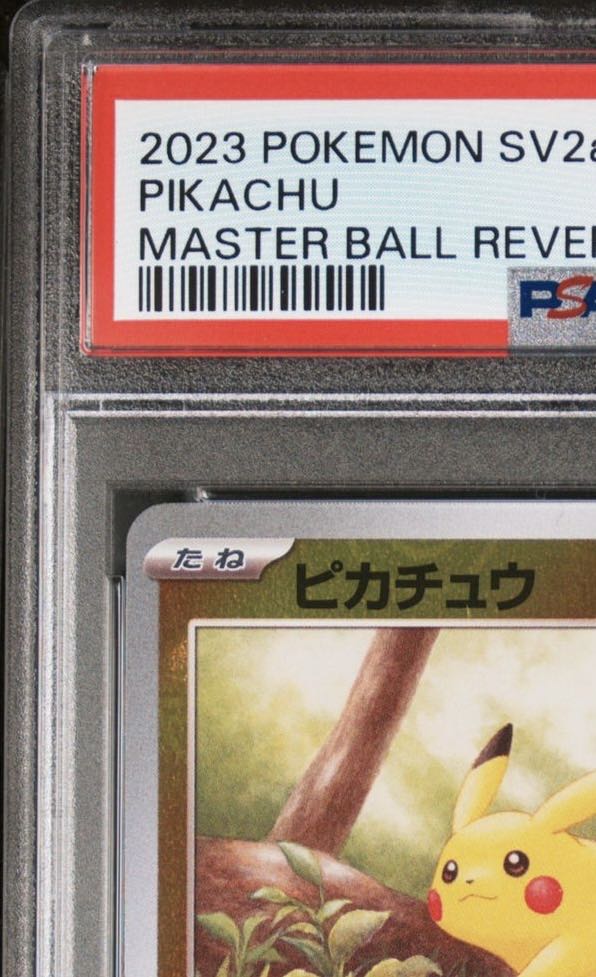 2023 POKEMON SV2a
PIKACHU
MASTER BALL REVE
PSA
たね
ピカチュウ